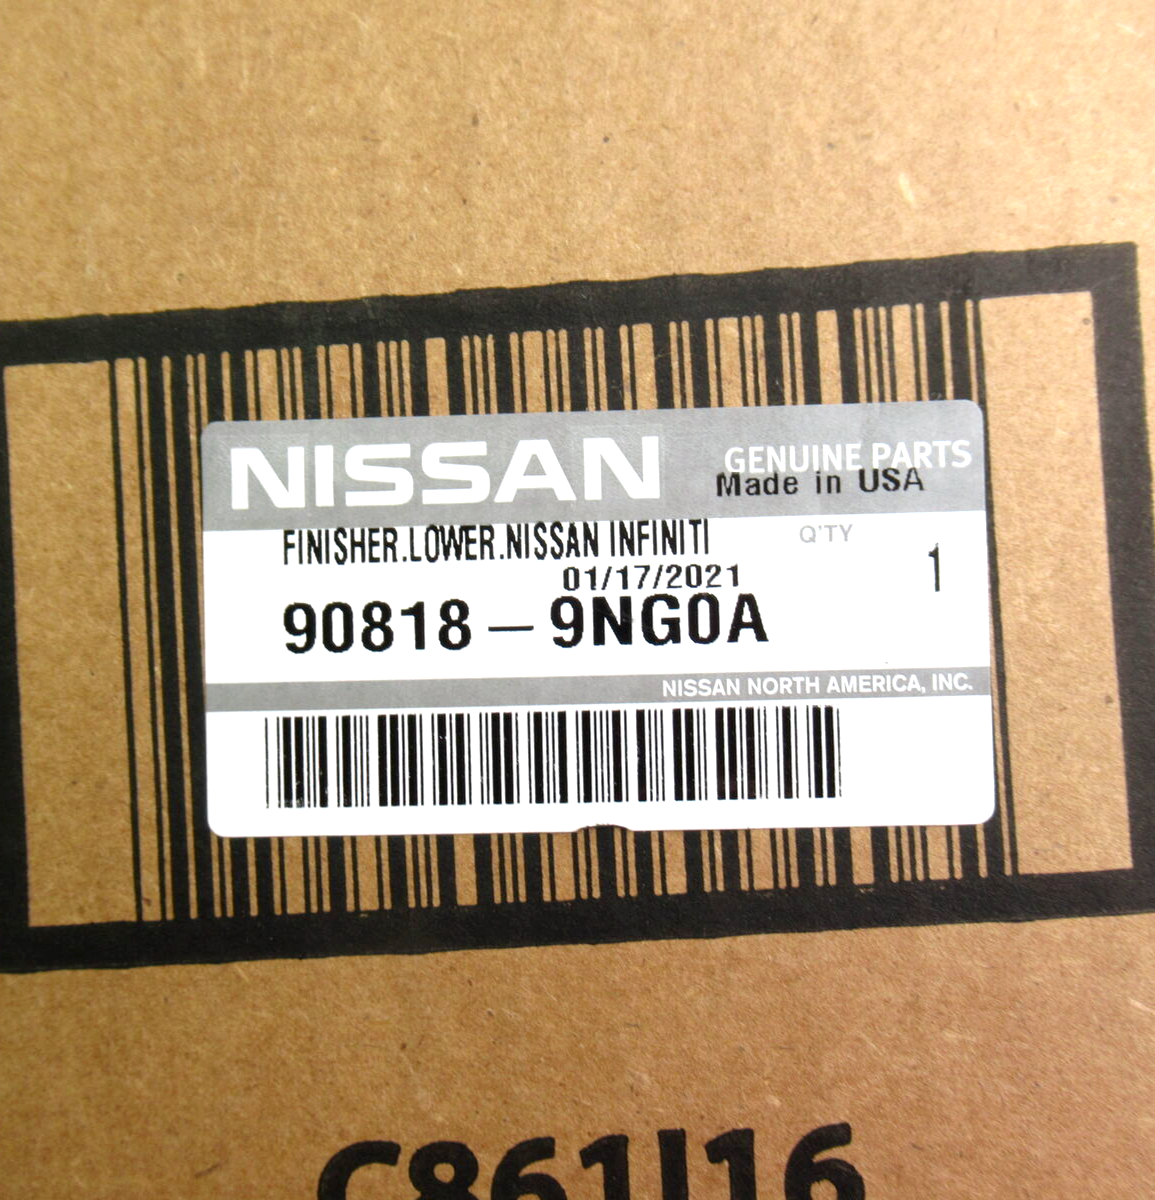 NISSAN GENUINE PARTS
Made in USA
FINISHER.LOWER.NISSAN INFINITI
Q'TY
1
01/17/2021
90818-9NG0A
NISSAN NORTH AMERICA, INC.
C861J16